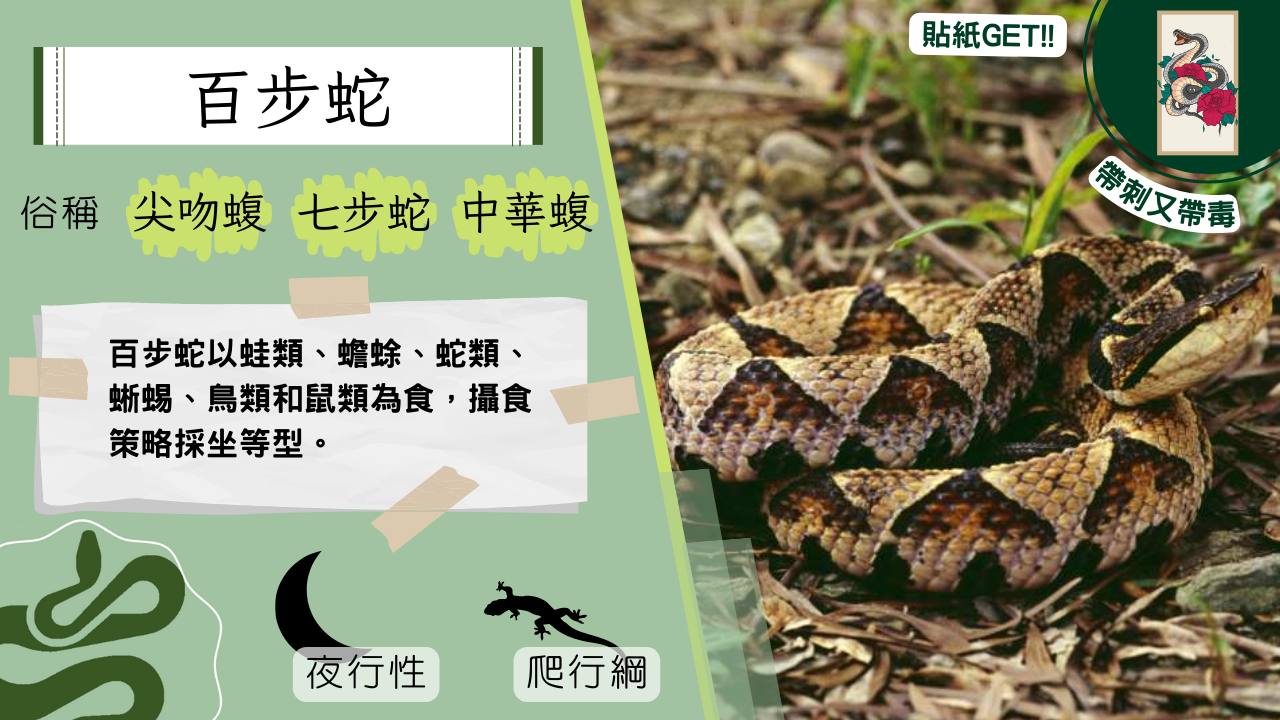 百步蛇
俗稱 尖吻蝮 七步蛇 中華蝮
百步蛇以蛙類、蟾蜍、蛇類、
蜥蜴、鳥類和鼠類為食，攝食
策略採坐等型。
夜行性
爬行綱
貼紙GET!!
帶刺又帶毒